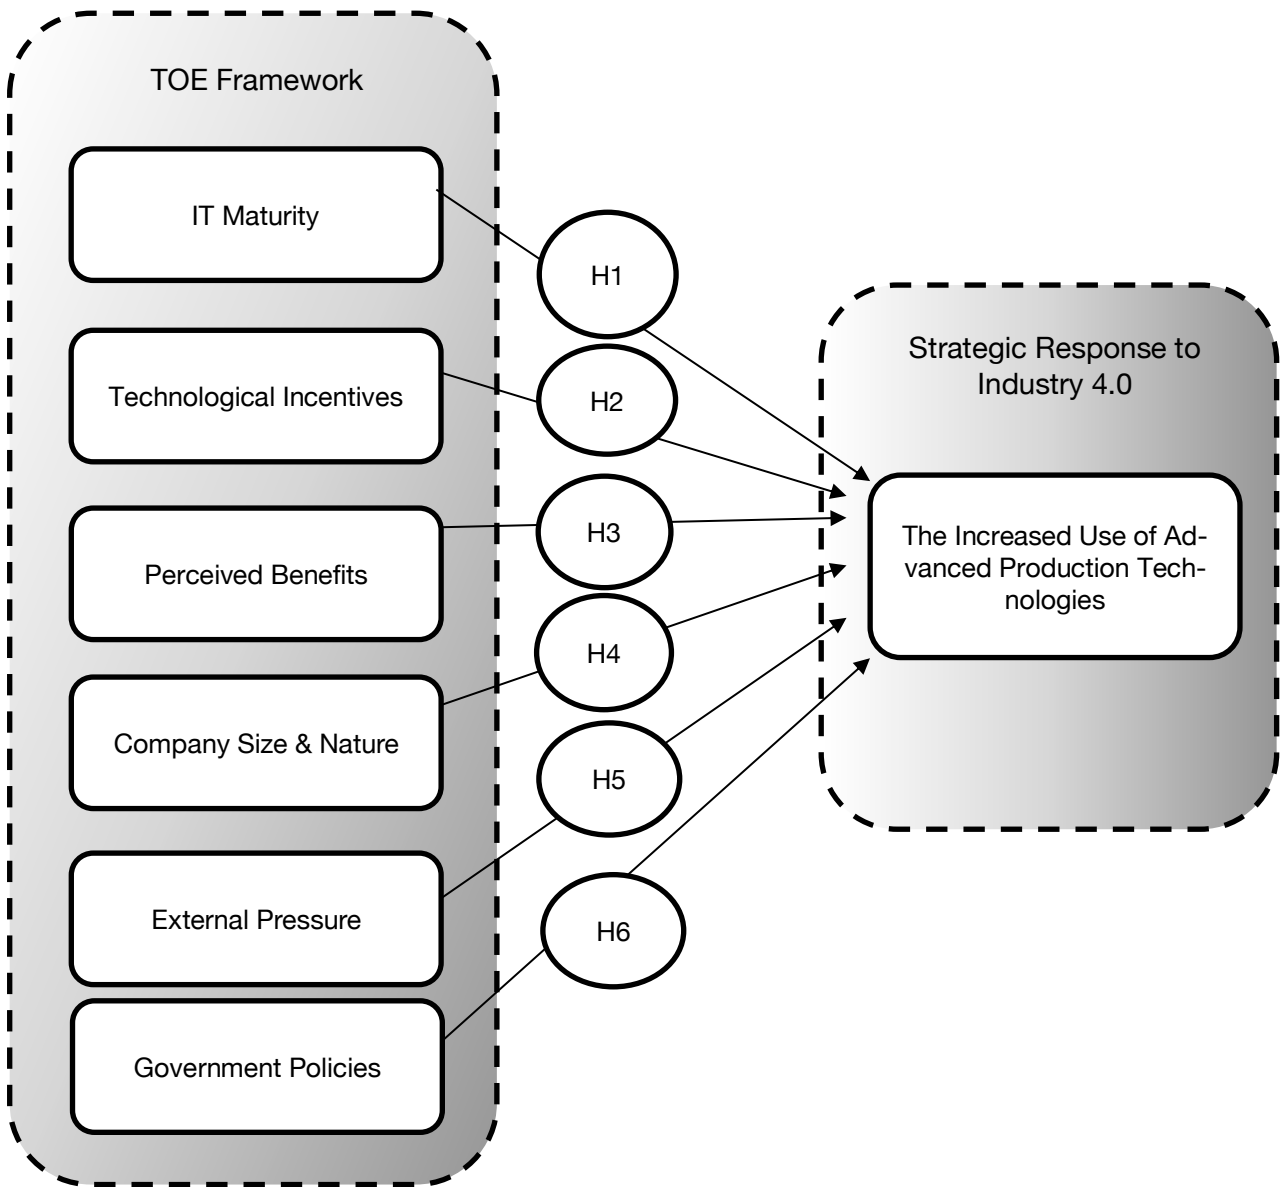 TOE Framework
IT Maturity
Technological Incentives
Perceived Benefits
Company Size & Nature
External Pressure
Government Policies
H1
H2
H3
H4
H5
H6
Strategic Response to
Industry 4.0
The Increased Use of Ad-
vanced Production Tech-
nologies